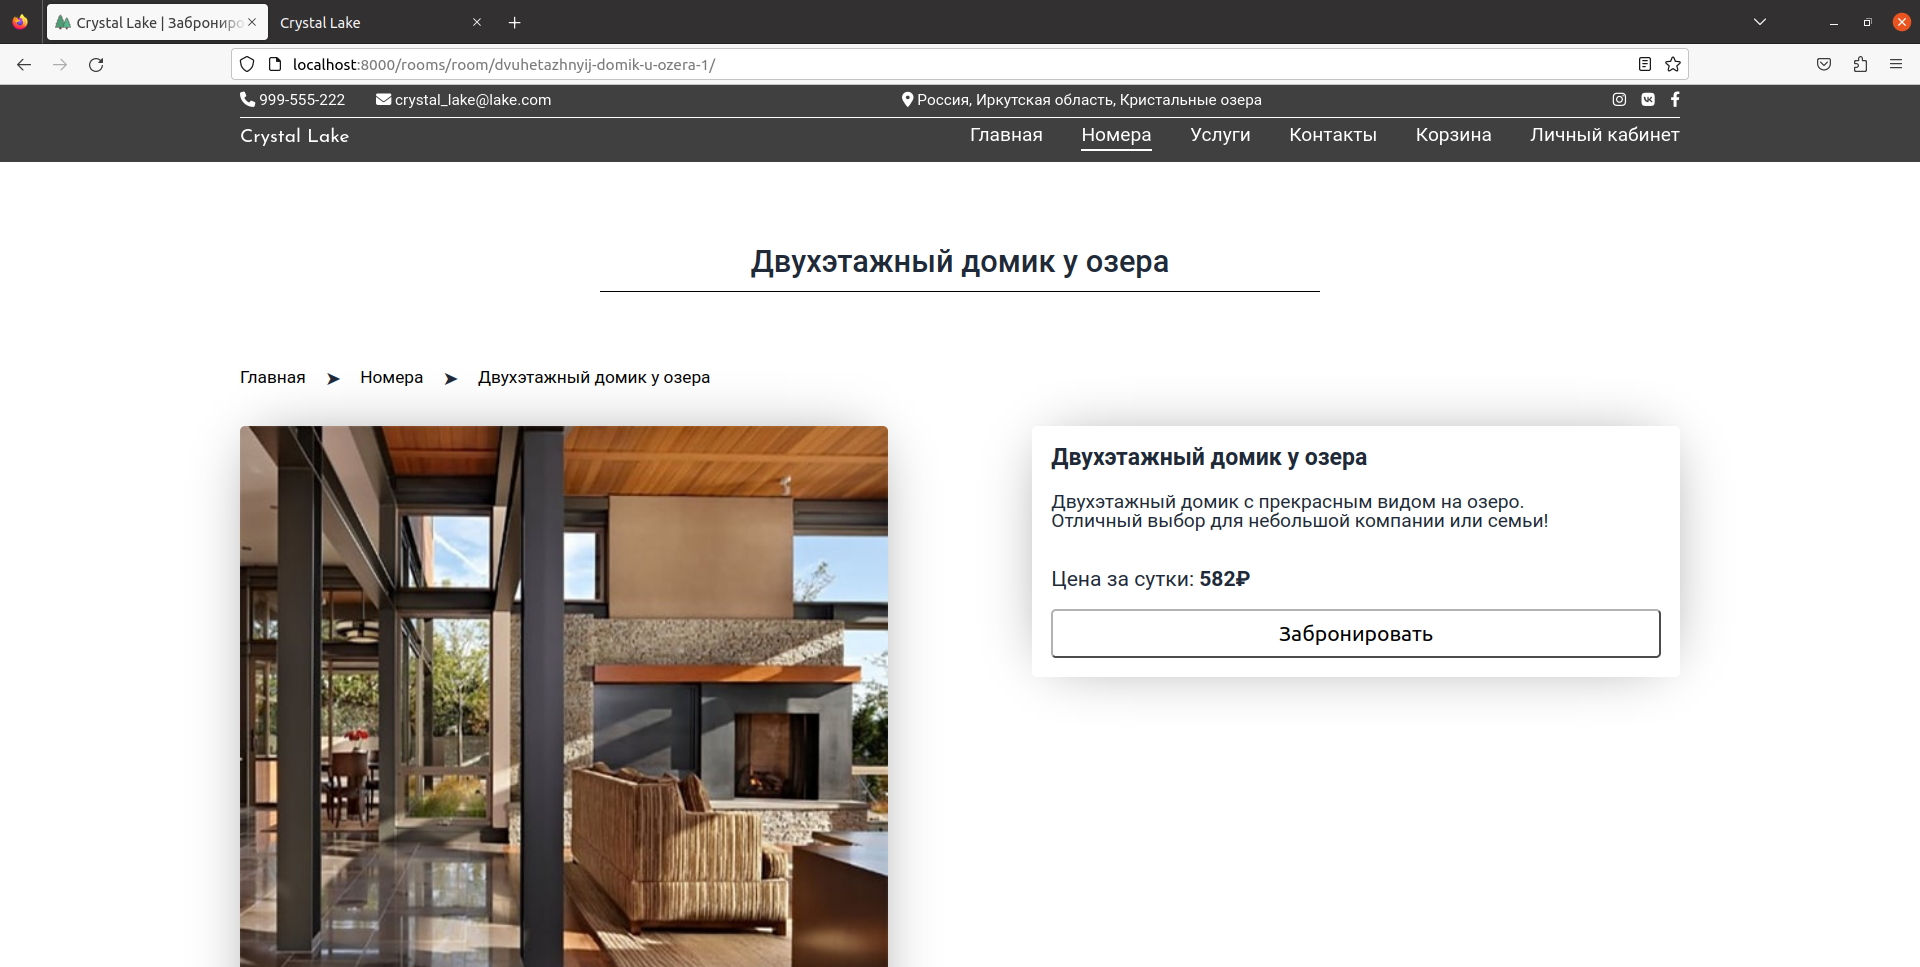 Crystal Lake | Заброниро
Crystal Lake
localhost:8000/rooms/room/dvuhetazhnyij-domik-u-ozera-1/
999-555-222
crystal_lake@lake.com
Россия, Иркутская область, Кристальные озера
Crystal Lake
Главная Номера Услуги Контакты Корзина Личный кабинет
Двухэтажный домик у озера
Главная ➤ Номера ➤ Двухэтажный домик у озера
Двухэтажный домик у озера
Двухэтажный домик с прекрасным видом на озеро.
Отличный выбор для небольшой компании или семьи!
Цена за сутки: 582₽
Забронировать